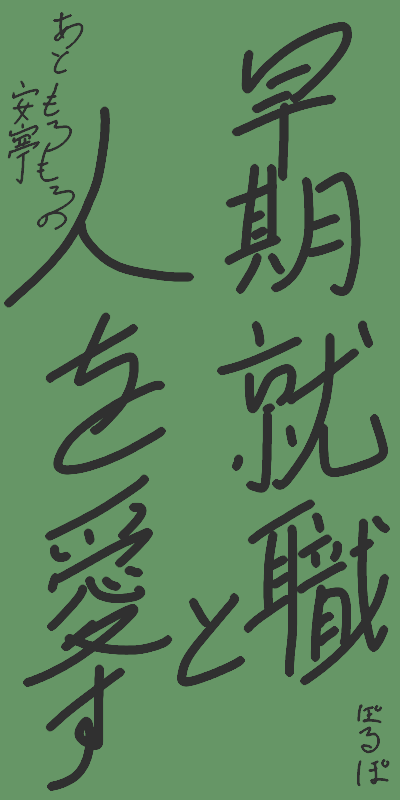 早期就職と
人を愛す
あともろもろの
安寧
ぽるぽ